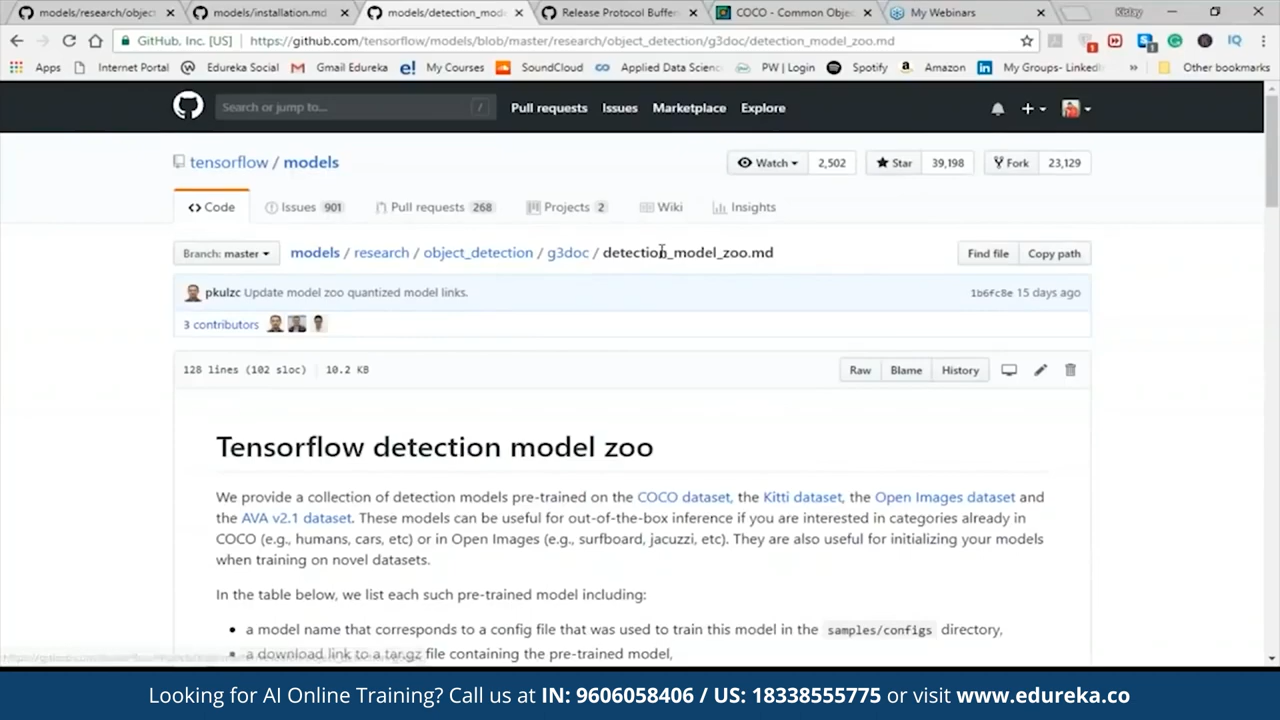 models/research/object
models/installation.md
models/detection_mod
Release Protocol Buffer
COCO - Common Obje
My Webinars
GitHub, Inc. [US]
https://github.com/tensorflow/models/blob/master/research/object_detection/g3doc/detection_model_zoo.md
IQ
Apps
Internet Portal
Edureka Social
Gmail Edureka
My Courses
SoundCloud
Applied Data Scienc
PW | Login
Spotify
Amazon
My Groups- LinkedI
»
Other bookmarks
Search or jump to...
/
Pull requests
Issues
Marketplace
Explore
tensorflow / models
Watch
2,502
Star
39,198
Fork
23,129
Code
Issues 901
Pull requests 268
Projects 2
Wiki
Insights
Branch: master
models / research / object_detection / g3doc / detection_model_zoo.md
Find file
Copy path
pkulzc Update model zoo quantized model links.
1b6fc8e 15 days ago
3 contributors
128 lines (102 sloc) | 10.2 KB
Raw
Blame
History
Tensorflow detection model zoo
We provide a collection of detection models pre-trained on the COCO dataset, the Kitti dataset, the Open Images dataset and
the AVA v2.1 dataset. These models can be useful for out-of-the-box inference if you are interested in categories already in
COCO (e.g., humans, cars, etc) or in Open Images (e.g., surfboard, jacuzzi, etc). They are also useful for initializing your models
when training on novel datasets.
In the table below, we list each such pre-trained model including:
• a model name that corresponds to a config file that was used to train this model in the samples/configs directory,
• a download link to a tar.gz file containing the pre-trained model,
Looking for AI Online Training? Call us at IN: 9606058406 / US: 18338555775 or visit www.edureka.co